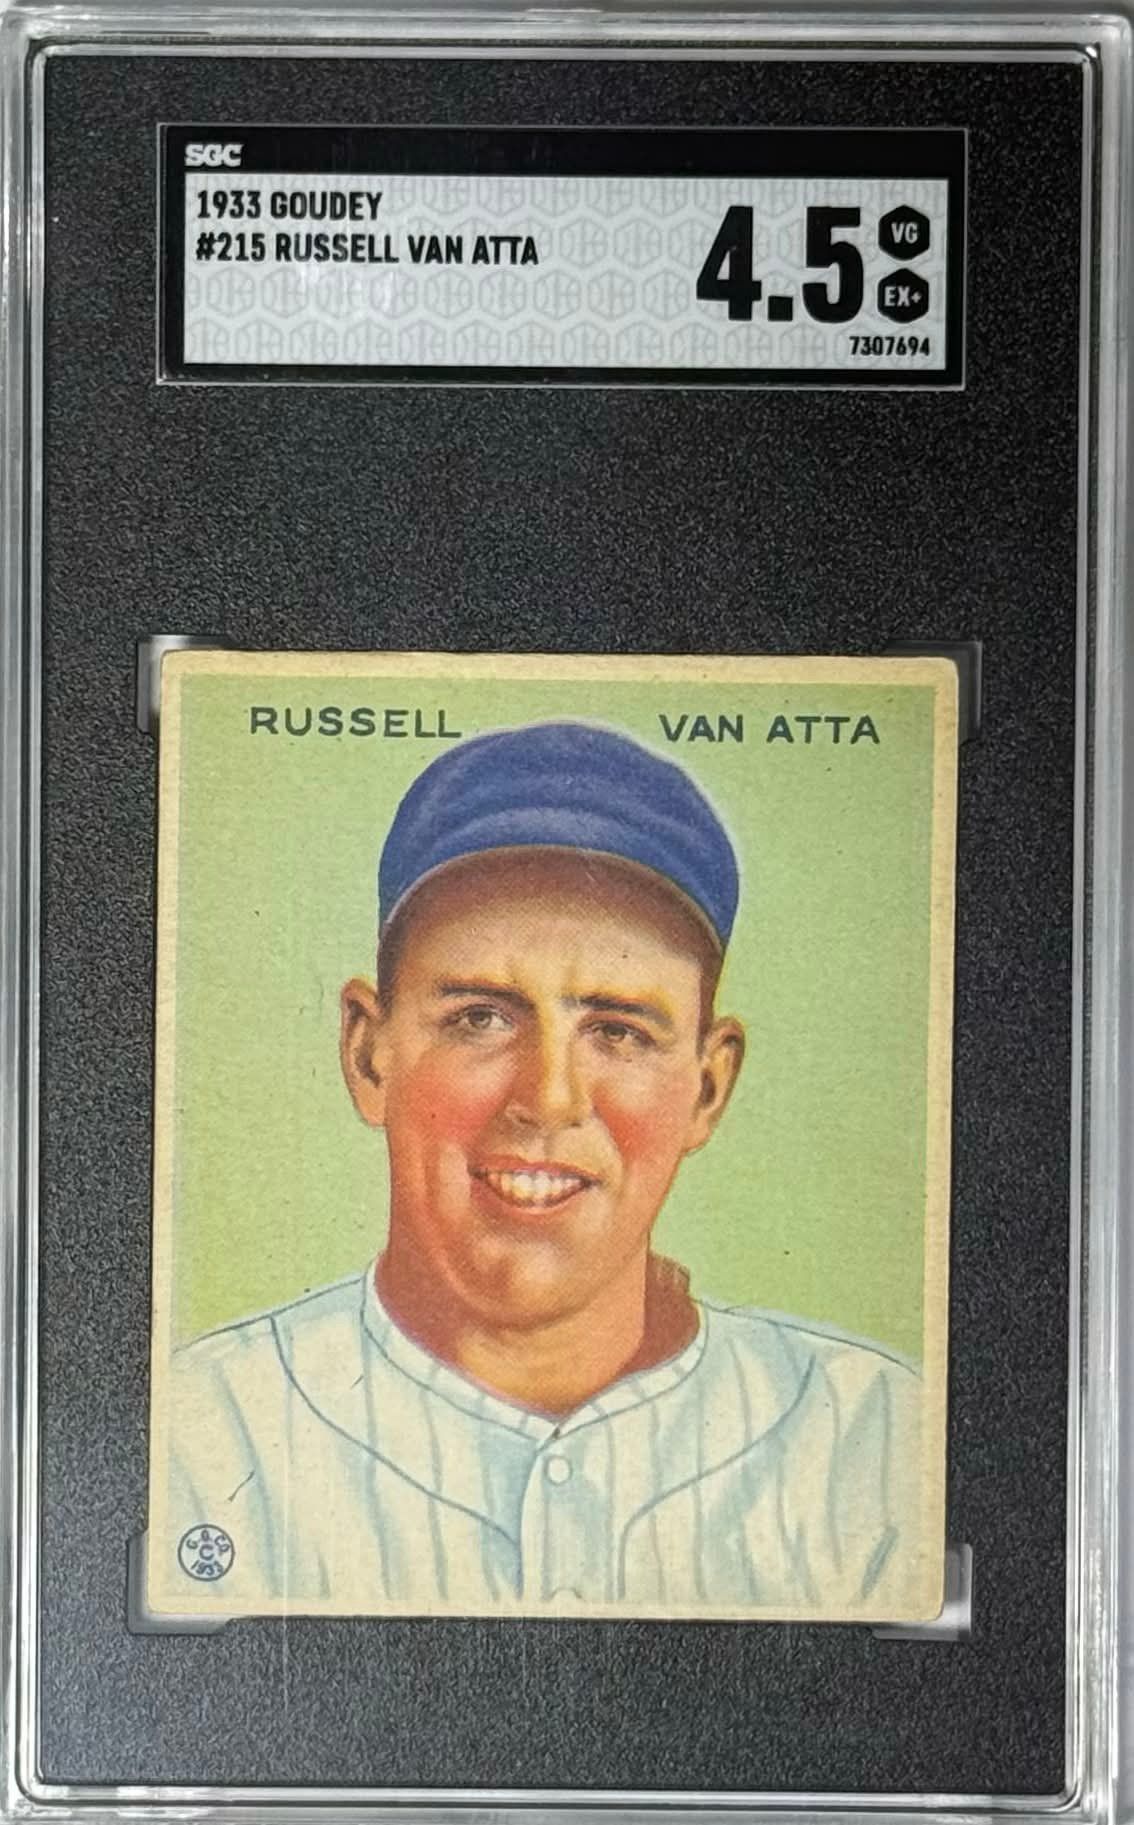 SGC
1933 GOUDEY
#215 RUSSELL VAN ATTA
4.5
VG
EX+
7307694
RUSSELL VAN ATTA
G.G.CO.
C
1933